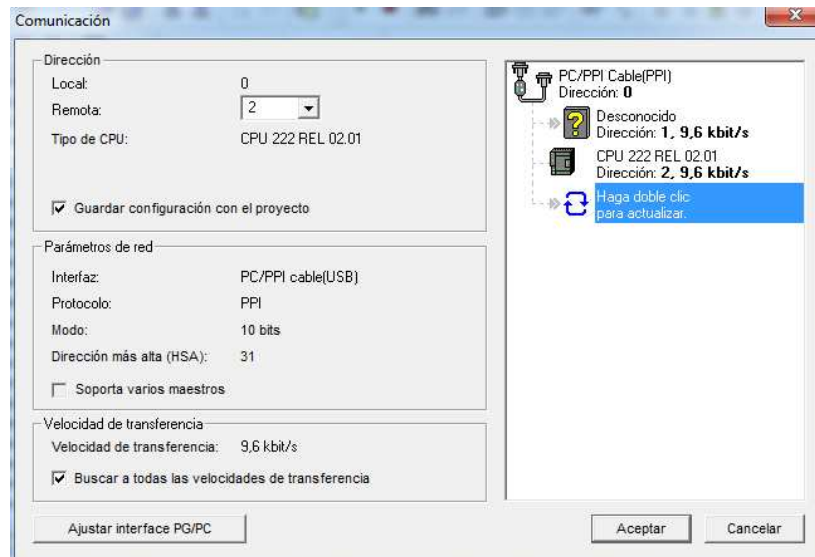 Comunicación
Dirección
Local: 0
Remota: 2
Tipo de CPU: CPU 222 REL 02.01
Guardar configuración con el proyecto
Parámetros de red
Interfaz: PC/PPI cable(USB)
Protocolo: PPI
Modo: 10 bits
Dirección más alta (HSA): 31
Soporta varios maestros
Velocidad de transferencia
Velocidad de transferencia: 9,6 kbit/s
Buscar a todas las velocidades de transferencia
Ajustar interface PG/PC
PC/PPI Cable(PPI)
Dirección: 0
Desconocido
Dirección: 1, 9,6 kbit/s
CPU 222 REL 02.01
Dirección: 2, 9,6 kbit/s
Haga doble clic
para actualizar.
Aceptar
Cancelar